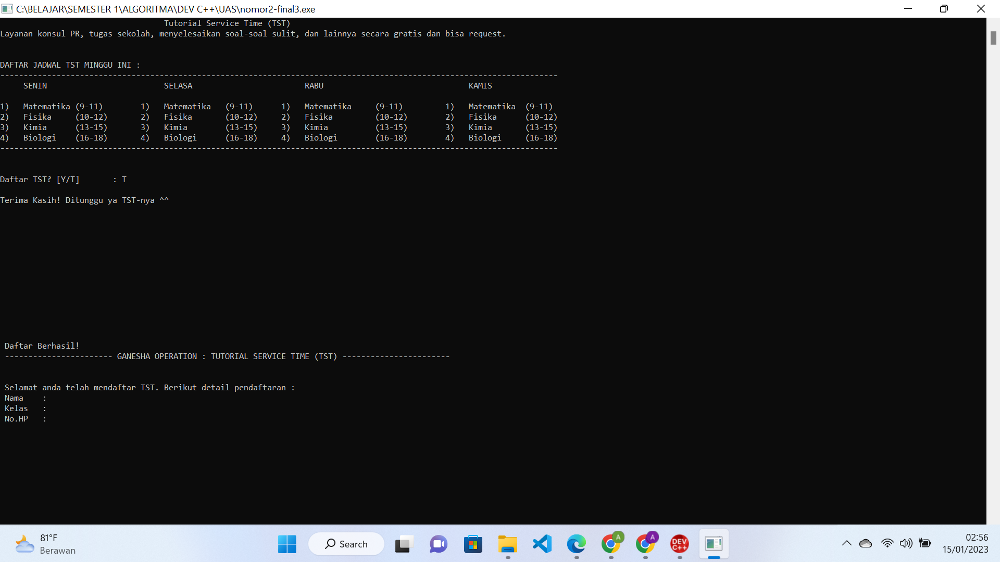 C:\BELAJAR\SEMESTER 1\ALGORITMA\DEV C++\UAS\nomor2-final3.exe
Tutorial Service Time (TST)
Layanan konsul PR, tugas sekolah, menyelesaikan soal-soal sulit, dan lainnya secara gratis dan bisa request.
DAFTAR JADWAL TST MINGGU INI :
-----------------------------------------------------------------------------------------------------------------------
SENIN SELASA RABU KAMIS
1) Matematika (9-11) 1) Matematika (9-11) 1) Matematika (9-11) 1) Matematika (9-11)
2) Fisika (10-12) 2) Fisika (10-12) 2) Fisika (10-12) 2) Fisika (10-12)
3) Kimia (13-15) 3) Kimia (13-15) 3) Kimia (13-15) 3) Kimia (13-15)
4) Biologi (16-18) 4) Biologi (16-18) 4) Biologi (16-18) 4) Biologi (16-18)
-----------------------------------------------------------------------------------------------------------------------
Daftar TST? [Y/T] : T
Terima Kasih! Ditunggu ya TST-nya ^^
Daftar Berhasil!
----------------------- GANESHA OPERATION : TUTORIAL SERVICE TIME (TST) -----------------------
Selamat anda telah mendaftar TST. Berikut detail pendaftaran :
Nama :
Kelas :
No.HP :
81°F
Berawan
Search
A
A
DEV
C++
02:56
15/01/2023